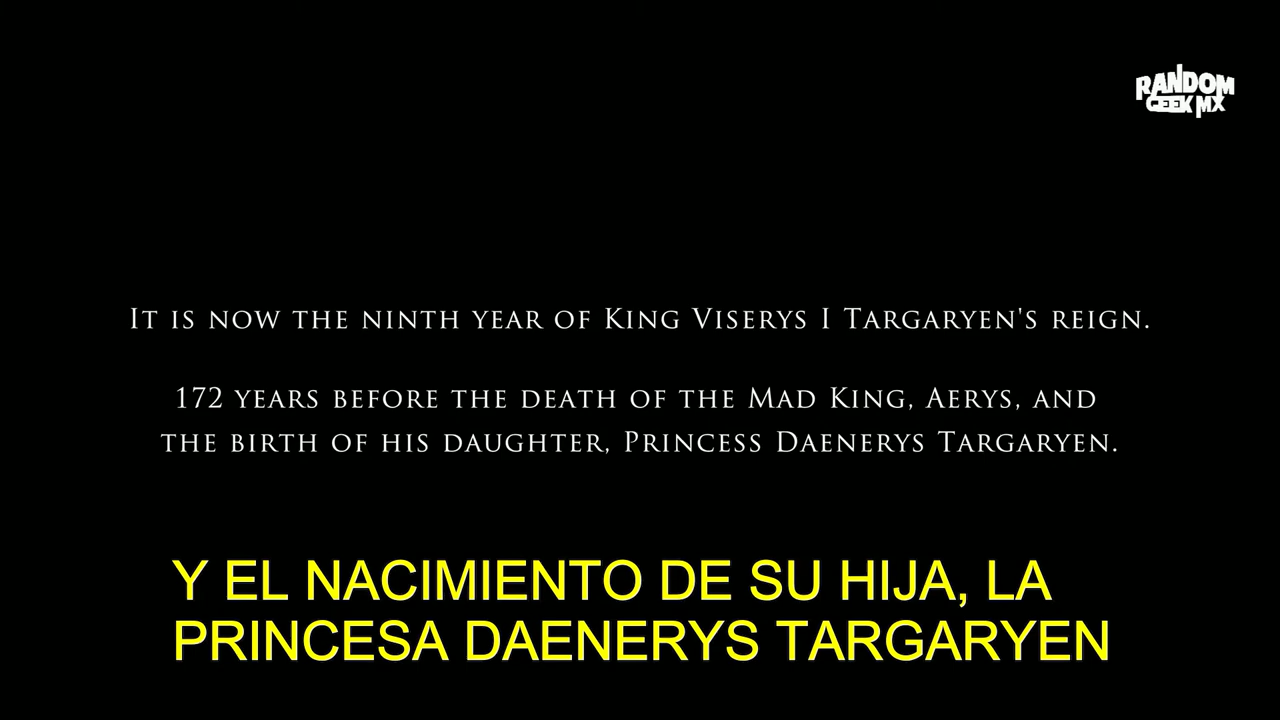 RANDOM
GEEK MX
It is now the ninth year of King Viserys I Targaryen's reign.
172 years before the death of the Mad King, Aerys, and
the birth of his daughter, Princess Daenerys Targaryen.
Y EL NACIMIENTO DE SU HIJA, LA
PRINCESA DAENERYS TARGARYEN